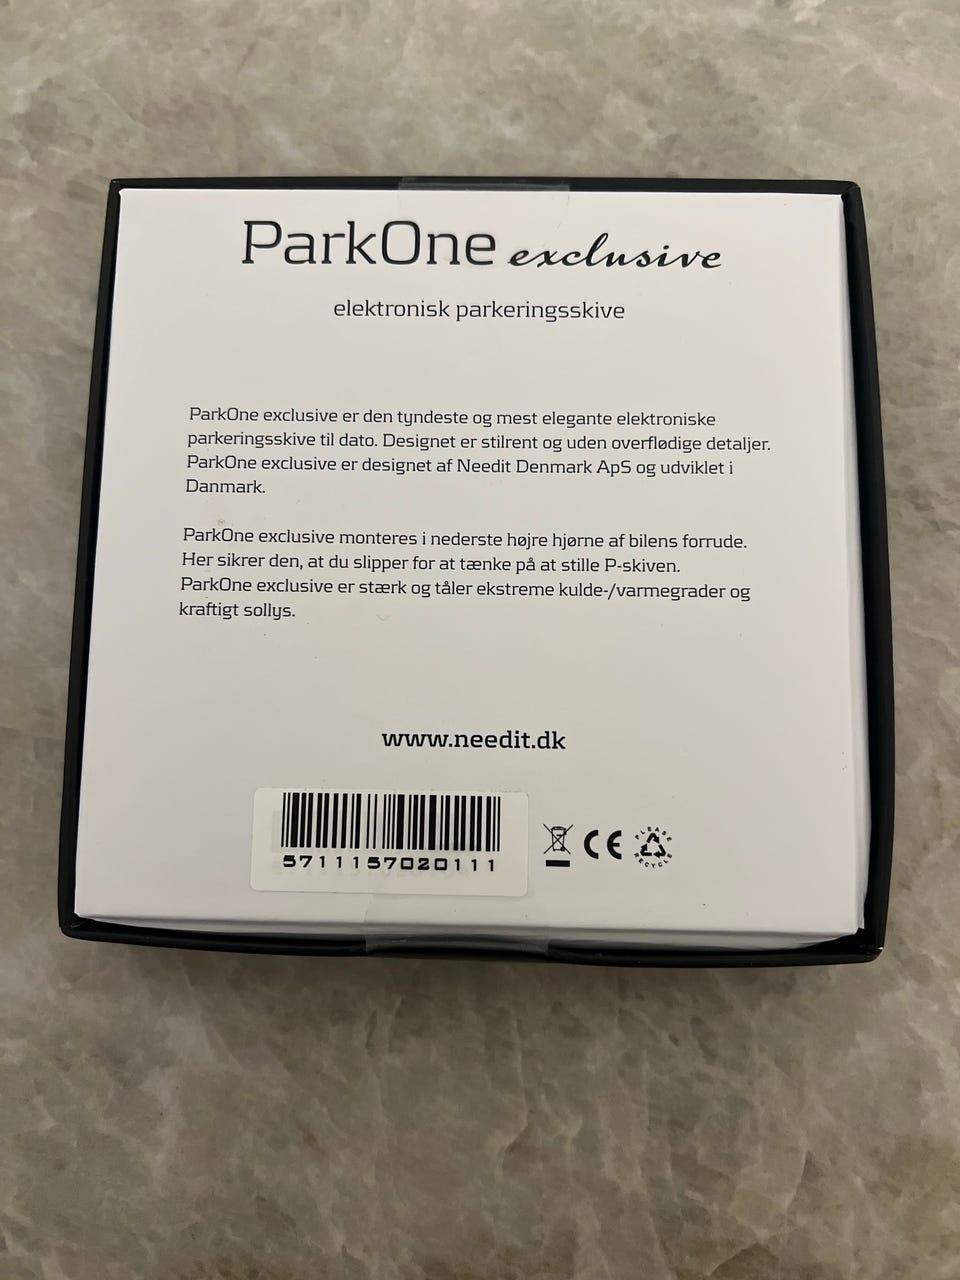 ParkOne exclusive
elektronisk parkeringsskive
ParkOne exclusive er den tyndeste og mest elegante elektroniske
parkeringsskive til dato. Designet er stilrent og uden overflødige detaljer.
ParkOne exclusive er designet af Needit Denmark ApS og udviklet i
Danmark.
ParkOne exclusive monteres i nederste højre hjørne af bilens forrude.
Her sikrer den, at du slipper for at tænke på at stille P-skiven.
ParkOne exclusive er stærk og tåler ekstreme kulde-/varmegrader og
kraftigt sollys.
www.needit.dk
5711157020111
CE
PLEASE
RECYCLE